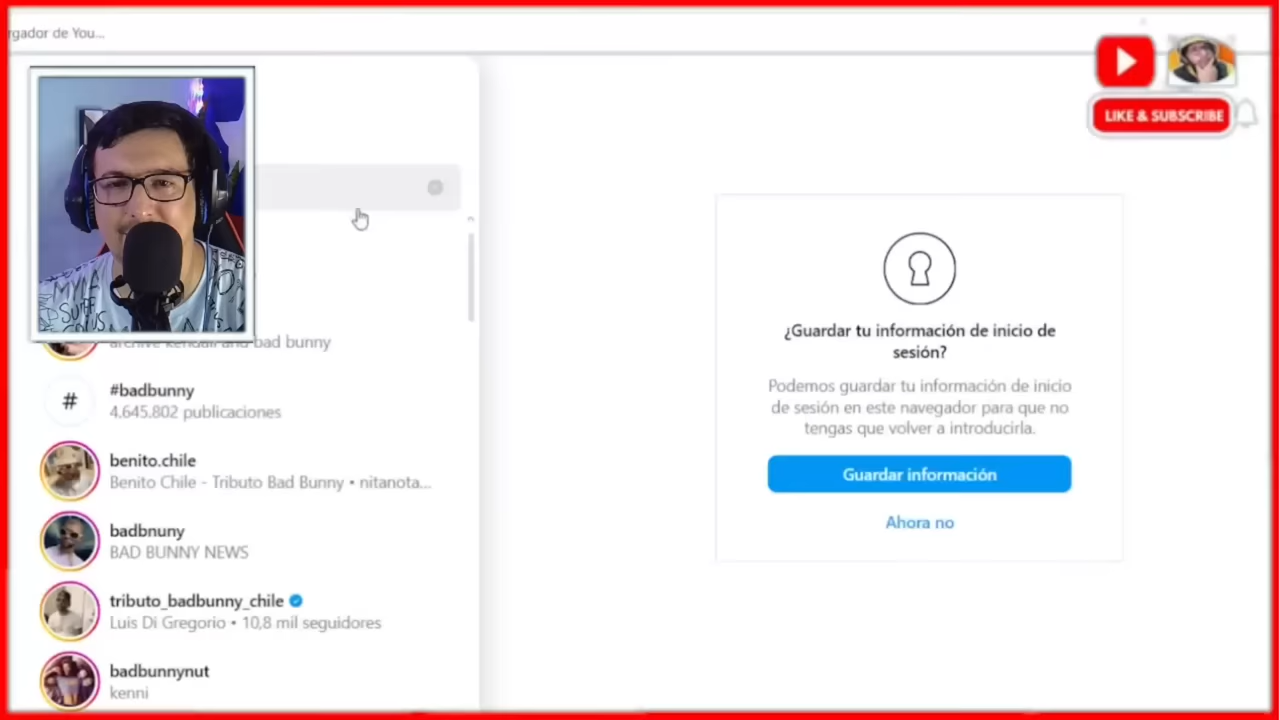 rgador de You...
LIKE & SUBSCRIBE
archive kendall and bad bunny
#badbunny
4.645.802 publicaciones
benito.chile
Benito Chile - Tributo Bad Bunny • nitanota...
badbnuny
BAD BUNNY NEWS
tributo_badbunny_chile
Luis Di Gregorio • 10,8 mil seguidores
badbunnynut
kenni
¿Guardar tu información de inicio de
sesión?
Podemos guardar tu información de inicio
de sesión en este navegador para que no
tengas que volver a introducirla.
Guardar información
Ahora no